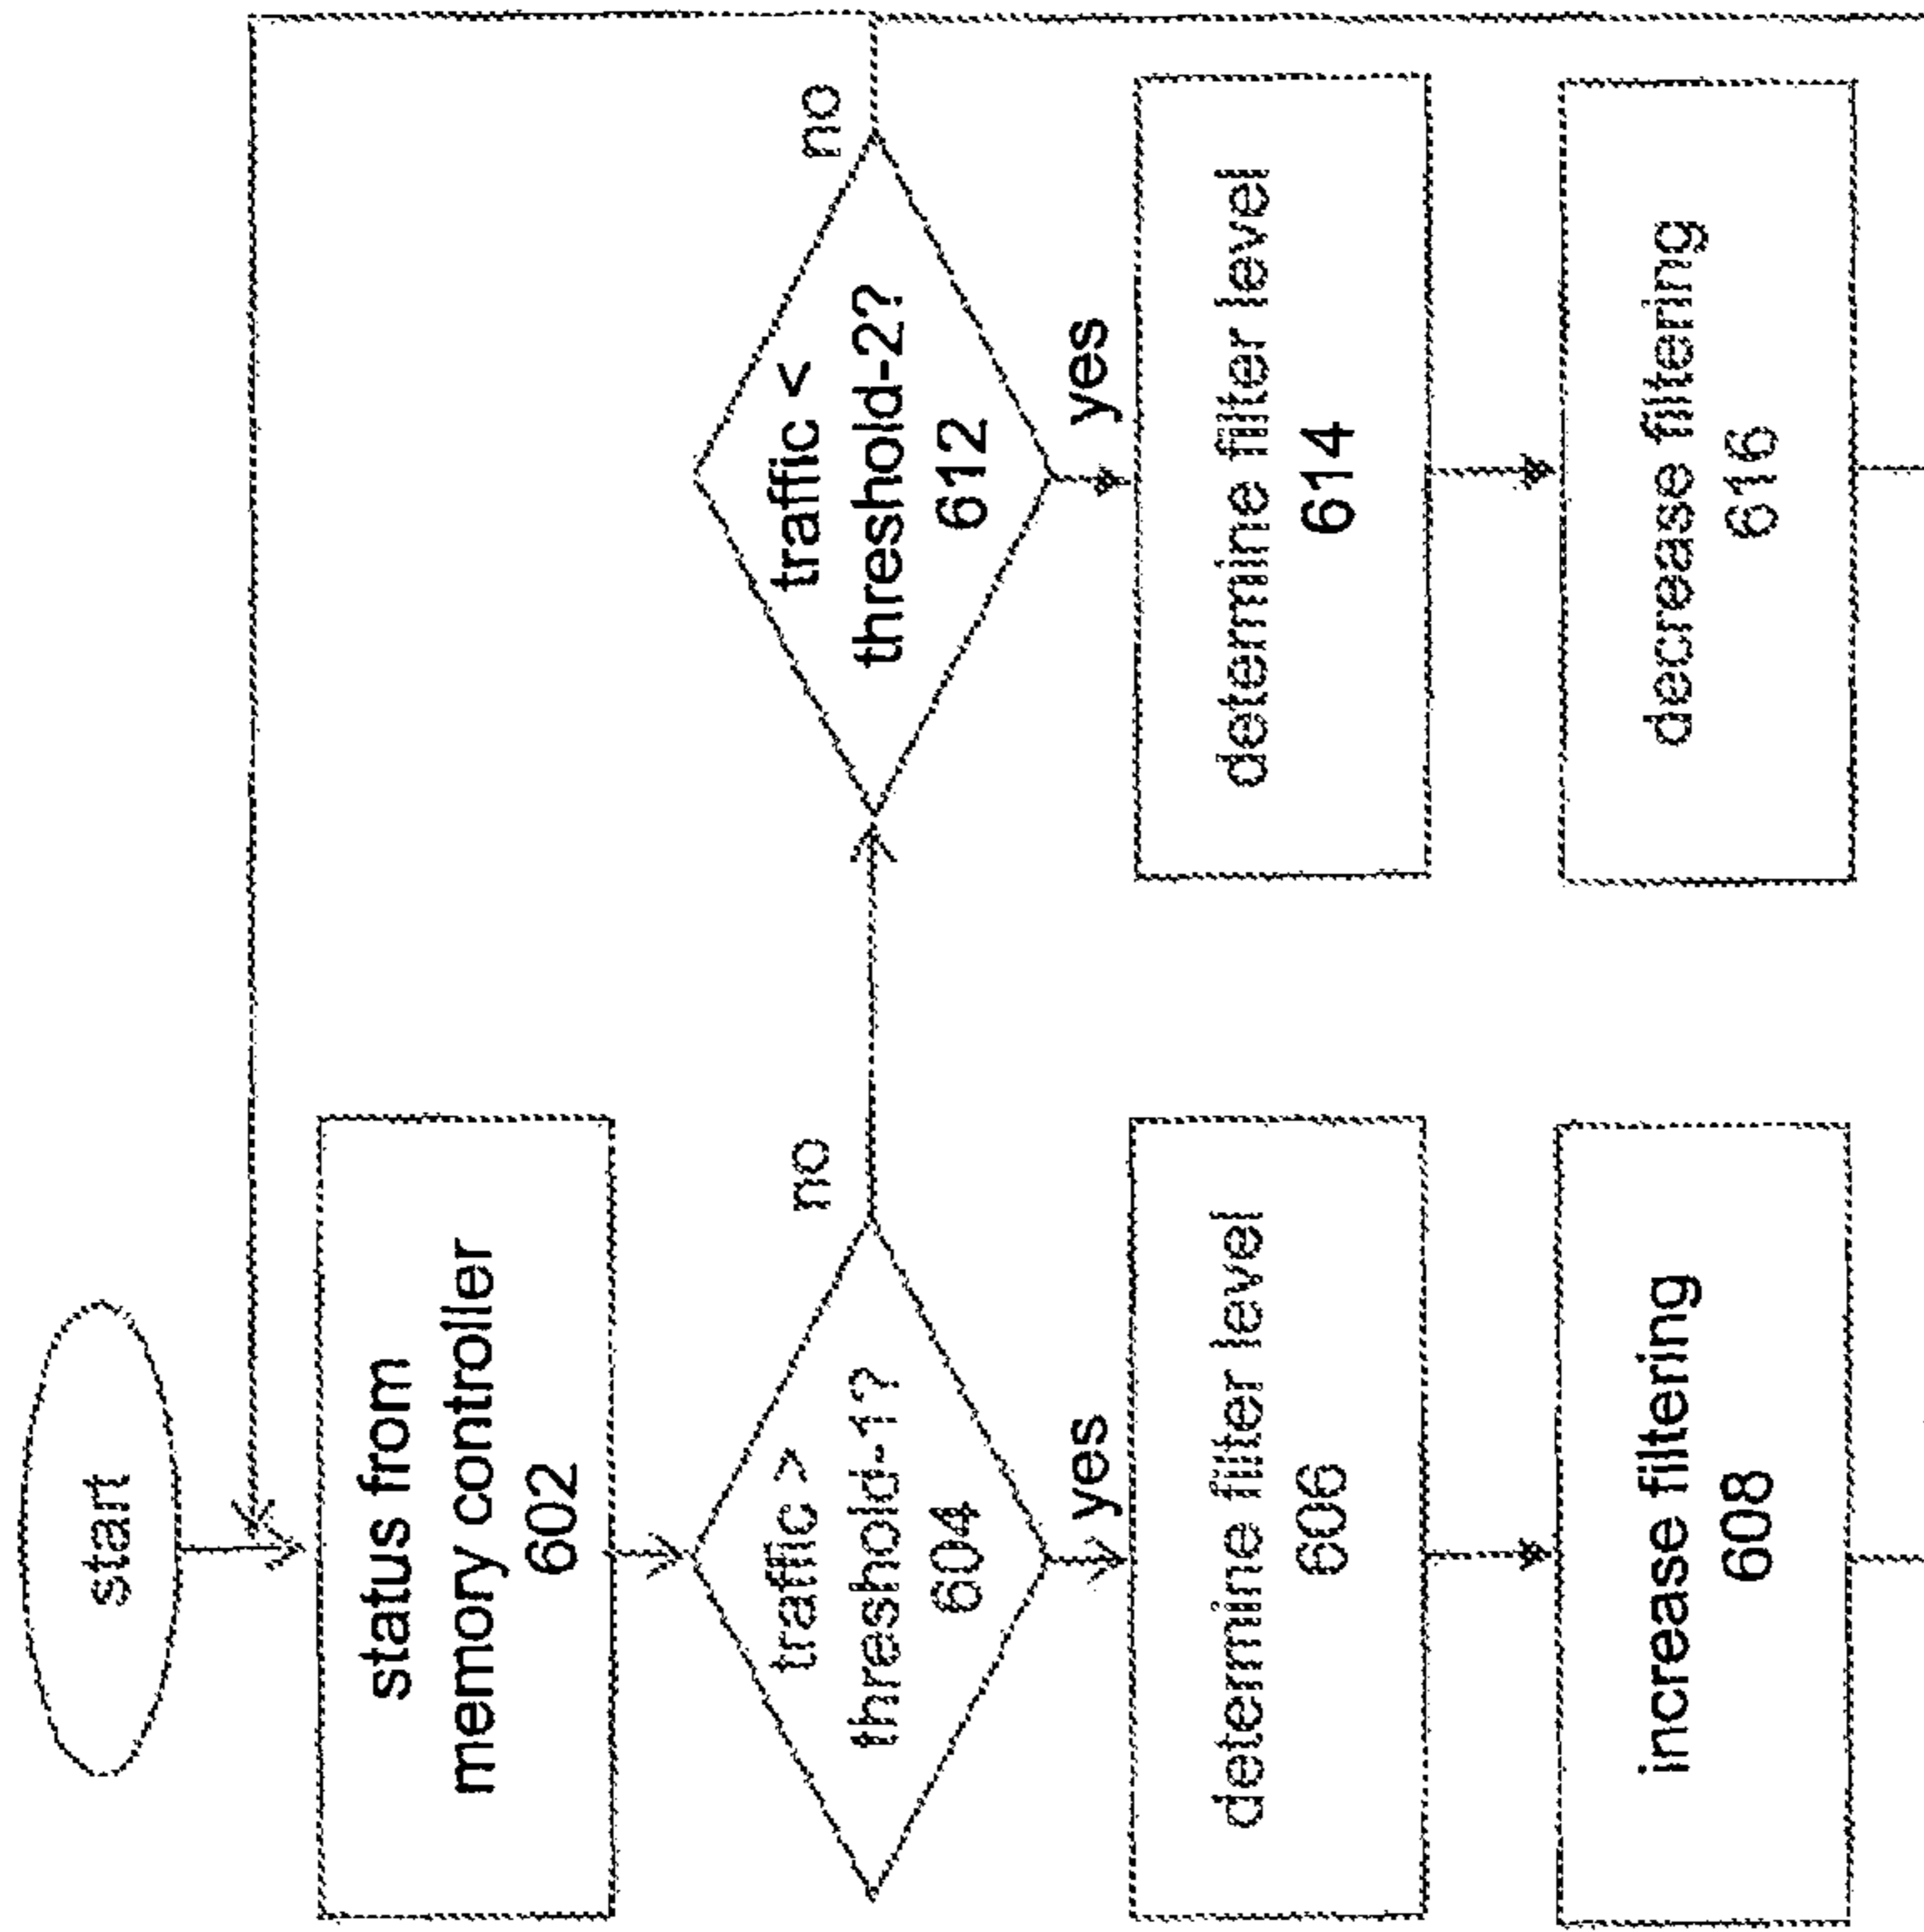 start
status from
memory controller
602
traffic >
threshold-1?
604
no
yes
determine filter level
606
increase filtering
608
traffic <
threshold-2?
612
no
yes
determine filter level
614
decrease filtering
616